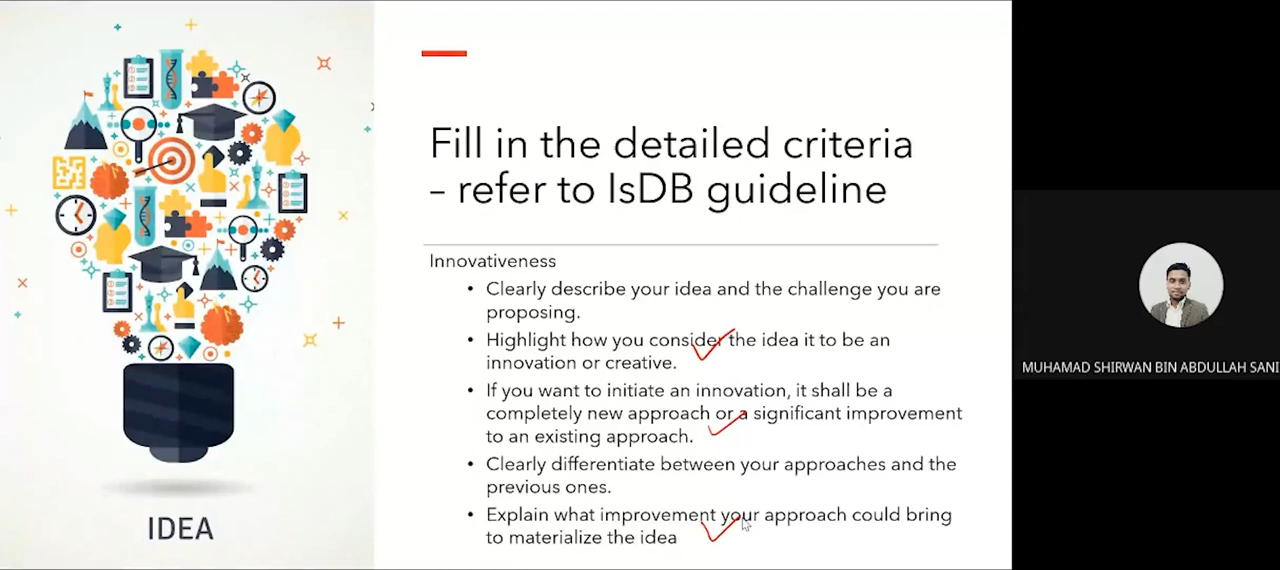 Fill in the detailed criteria
– refer to IsDB guideline
Innovativeness
• Clearly describe your idea and the challenge you are
proposing.
• Highlight how you consider the idea it to be an
innovation or creative.
• If you want to initiate an innovation, it shall be a
completely new approach or a significant improvement
to an existing approach.
• Clearly differentiate between your approaches and the
previous ones.
• Explain what improvement your approach could bring
to materialize the idea
IDEA
MUHAMAD SHIRWAN BIN ABDULLAH SANI